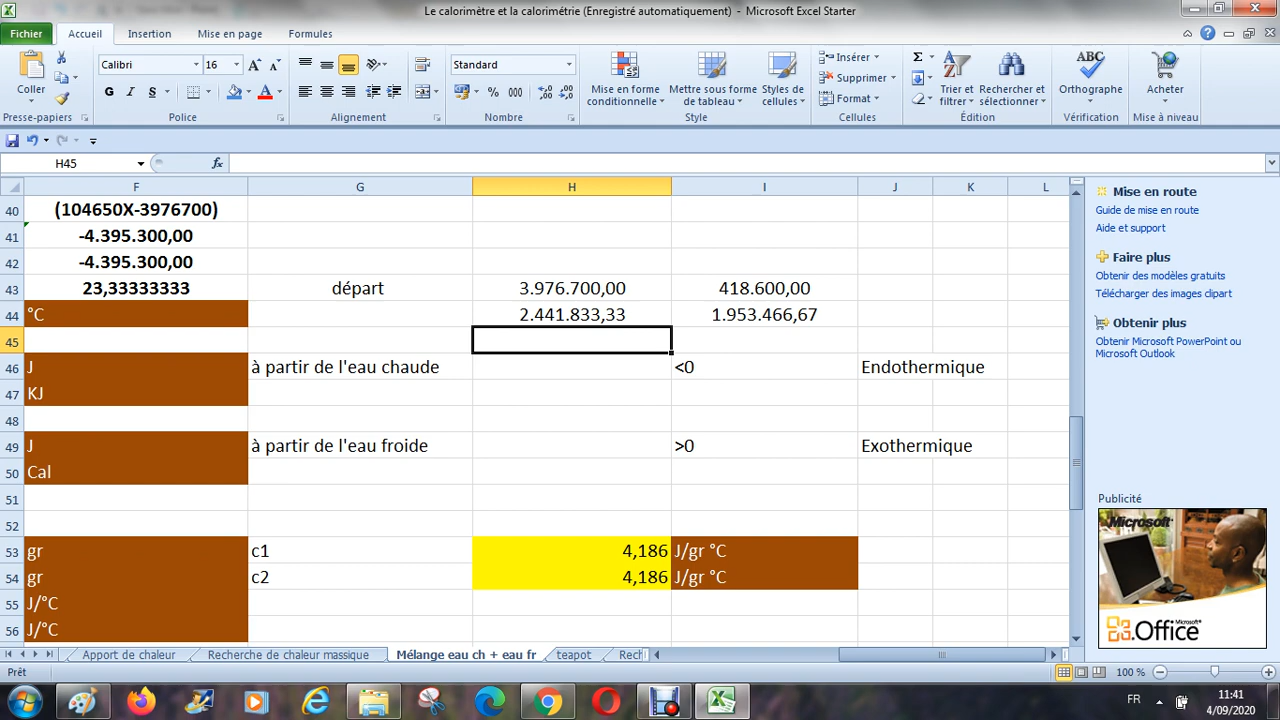 Le calorimètre et la calorimétrie (Enregistré automatiquement) - Microsoft Excel Starter
Fichier Accueil Insertion Mise en page Formules
Coller
Presse-papiers
Calibri 16
G I S
Police
Alignement
Standard
% 000
Nombre
Mise en forme conditionnelle
Mettre sous forme de tableau
Styles de cellules
Style
Insérer
Supprimer
Format
Cellules
Σ
Trier et filtrer
Rechercher et sélectionner
Édition
ABC
Orthographe
Vérification
Acheter
Mise à niveau
H45 fx
F G H I J K L
40 (104650X-3976700)
41 -4.395.300,00
42 -4.395.300,00
43 23,33333333 départ 3.976.700,00 418.600,00
44 °C 2.441.833,33 1.953.466,67
45
46 J à partir de l'eau chaude <0 Endothermique
47 KJ
48
49 J à partir de l'eau froide >0 Exothermique
50 Cal
51
52
53 gr c1 4,186 J/gr °C
54 gr c2 4,186 J/gr °C
55 J/°C
56 J/°C
Mise en route
Guide de mise en route
Aide et support
Faire plus
Obtenir des modèles gratuits
Télécharger des images clipart
Obtenir plus
Obtenir Microsoft PowerPoint ou
Microsoft Outlook
Publicité
Microsoft
Microsoft
Office
Apport de chaleur Recherche de chaleur massique Mélange eau ch + eau fr teapot Rech
Prêt 100 %
FR 11:41
4/09/2020